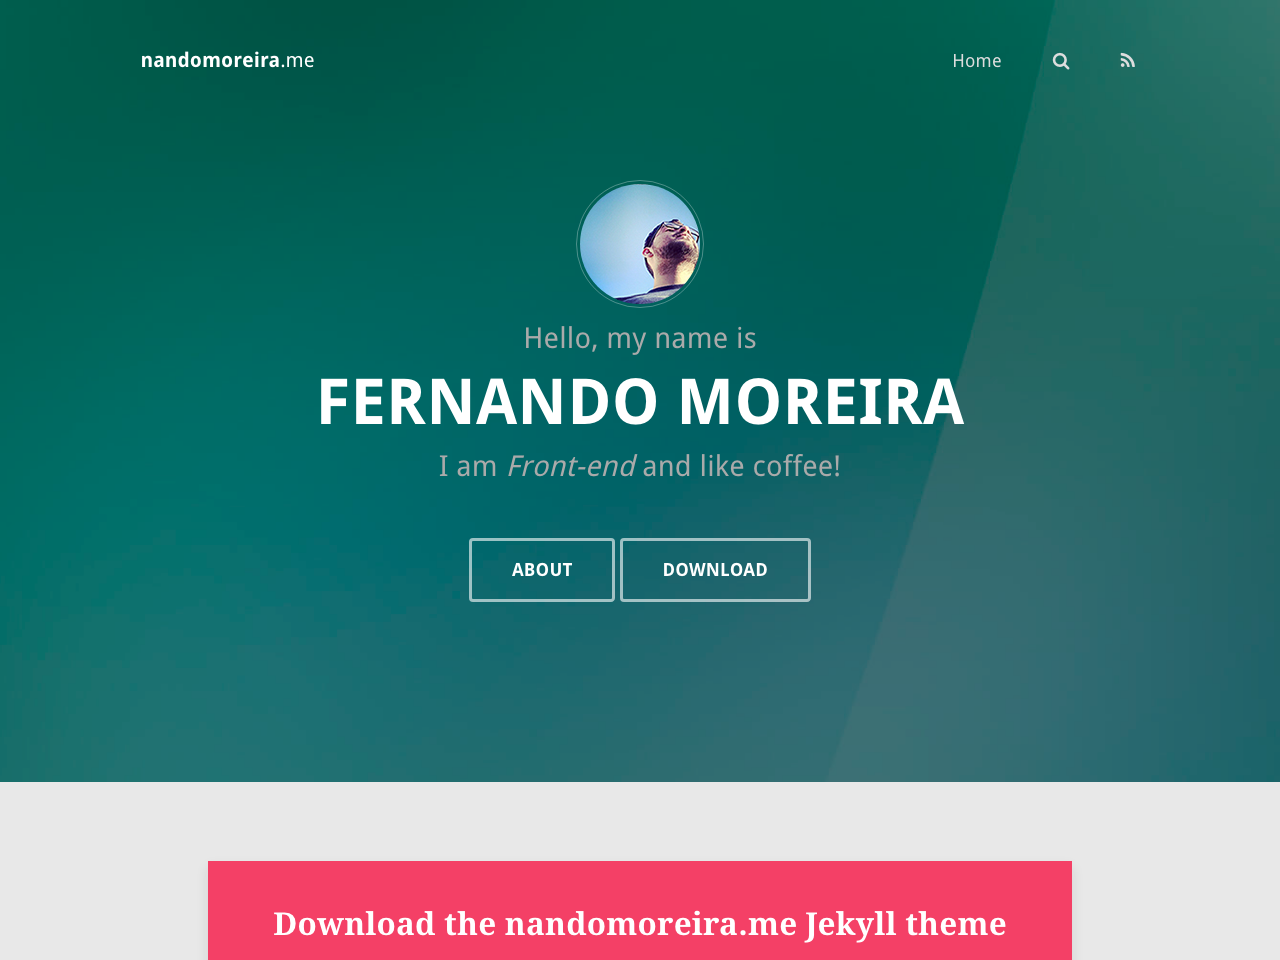 nandomoreira.me
Home
Hello, my name is
FERNANDO MOREIRA
I am Front-end and like coffee!
ABOUT
DOWNLOAD
Download the nandomoreira.me Jekyll theme